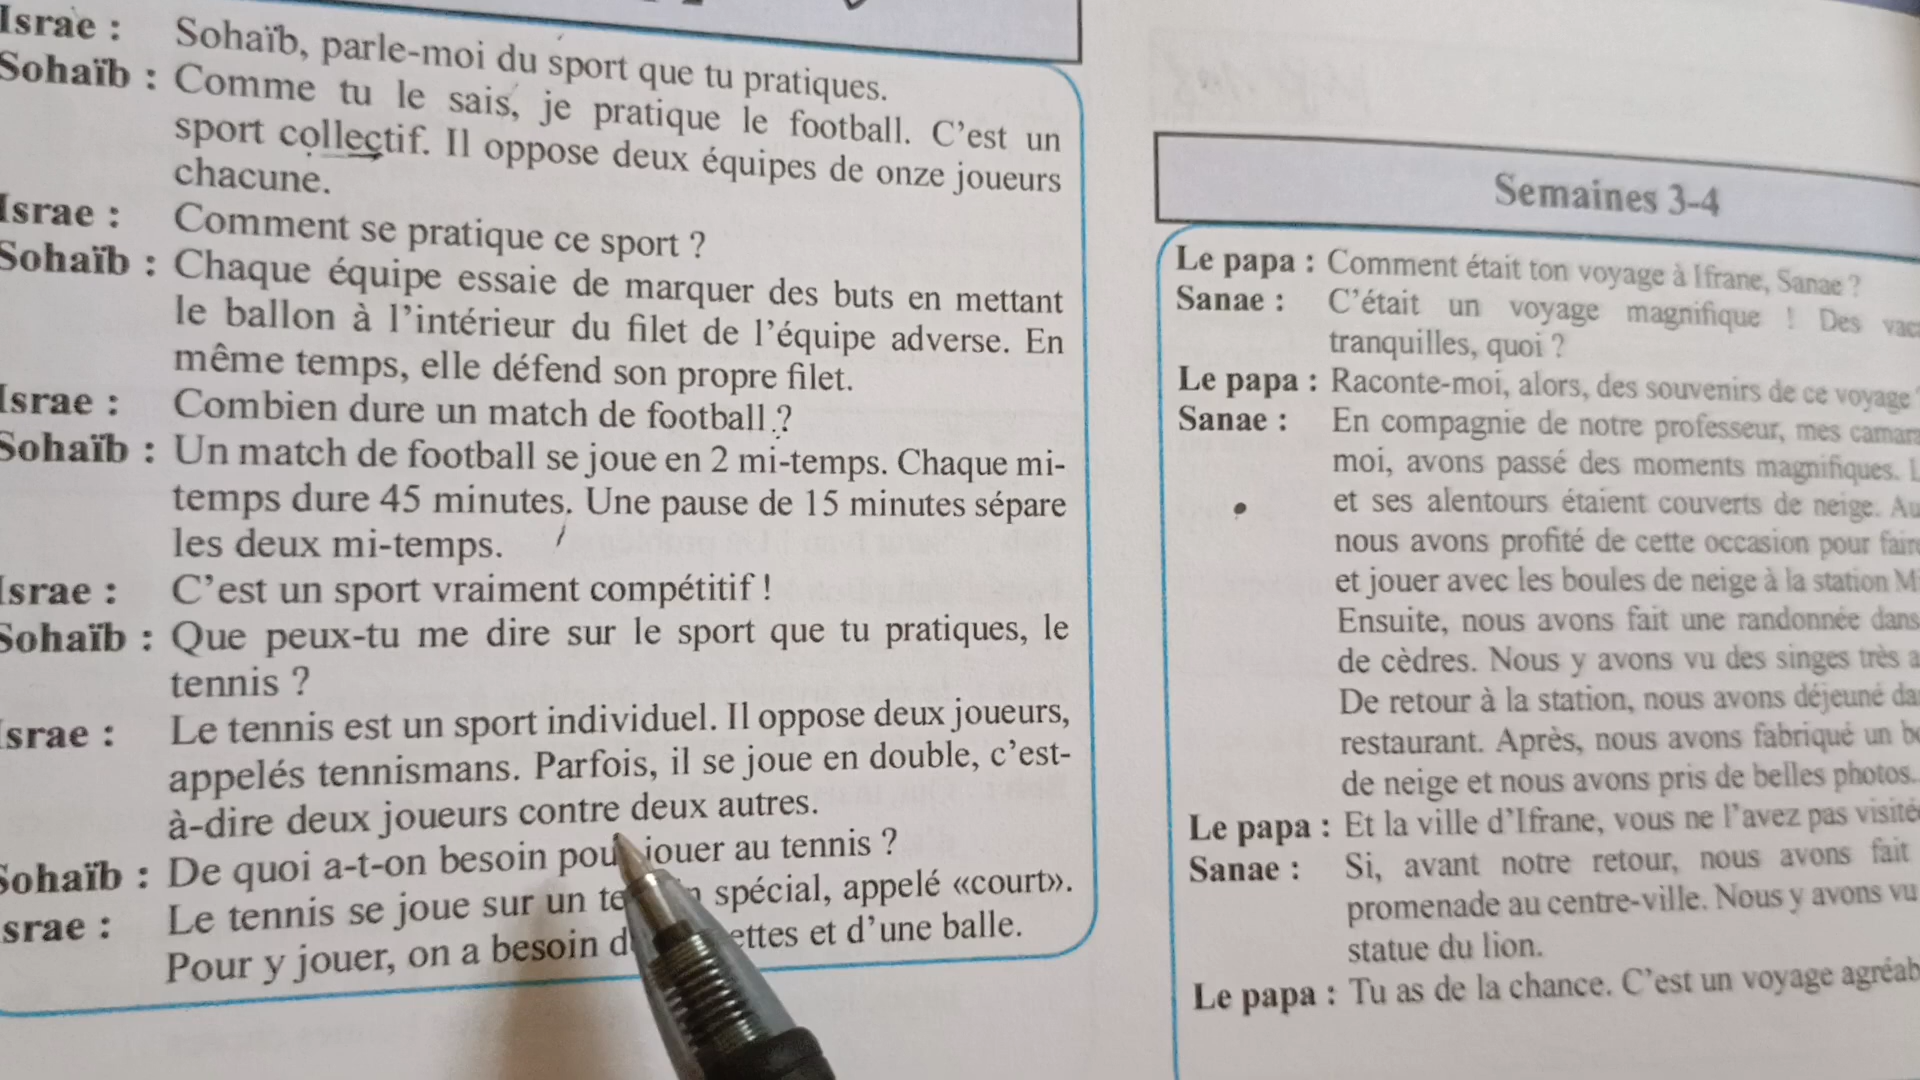 Israe : Sohaïb, parle-moi du sport que tu pratiques.
Sohaïb : Comme tu le sais, je pratique le football. C'est un
sport collectif. Il oppose deux équipes de onze joueurs
chacune.
Israe : Comment se pratique ce sport ?
Sohaïb : Chaque équipe essaie de marquer des buts en mettant
le ballon à l'intérieur du filet de l'équipe adverse. En
même temps, elle défend son propre filet.
Israe : Combien dure un match de football ?
Sohaïb : Un match de football se joue en 2 mi-temps. Chaque mi-
temps dure 45 minutes. Une pause de 15 minutes sépare
les deux mi-temps.
Israe : C'est un sport vraiment compétitif !
Sohaïb : Que peux-tu me dire sur le sport que tu pratiques, le
tennis ?
Israe : Le tennis est un sport individuel. Il oppose deux joueurs,
appelés tennismans. Parfois, il se joue en double, c'est-
à-dire deux joueurs contre deux autres.
Sohaïb : De quoi a-t-on besoin pou jouer au tennis ?
Israe : Le tennis se joue sur un spécial, appelé «court».
Pour y jouer, on a besoin et d'une balle.
Semaines 3-4
Le papa : Comment était ton voyage à Ifrane, Sanae ?
Sanae : C'était un voyage magnifique ! Des
tranquilles, quoi ?
Le papa : Raconte-moi, alors, des souvenirs de ce voyage
Sanae : En compagnie de notre professeur, mes
moi, avons passé des moments magnifiques.
et ses alentours étaient couverts de neige.
nous avons profité de cette occasion pour
et jouer avec les boules de neige à la station
Ensuite, nous avons fait une randonnée dans
de cèdres. Nous y avons vu des singes très
De retour à la station, nous avons déjeuné
restaurant. Après, nous avons fabriqué un
de neige et nous avons pris de belles photos.
Le papa : Et la ville d'Ifrane, vous ne l'avez pas
Sanae : Si, avant notre retour, nous avons fait
promenade au centre-ville. Nous y avons vu
statue du lion.
Le papa : Tu as de la chance. C'est un voyage